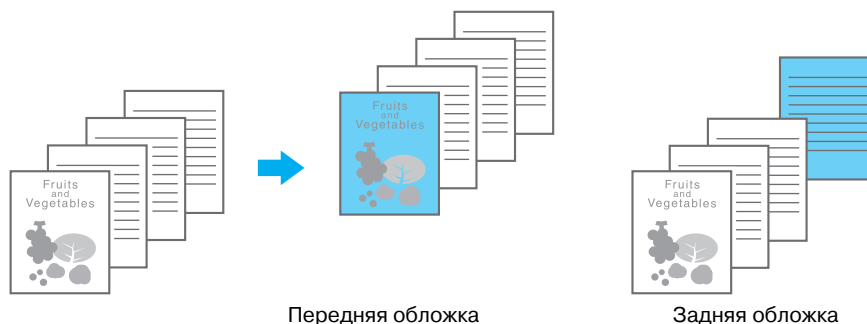 Fruits
and
Vegetables
Fruits
and
Vegetables
Fruits
and
Vegetables
Передняя обложка
Задняя обложка